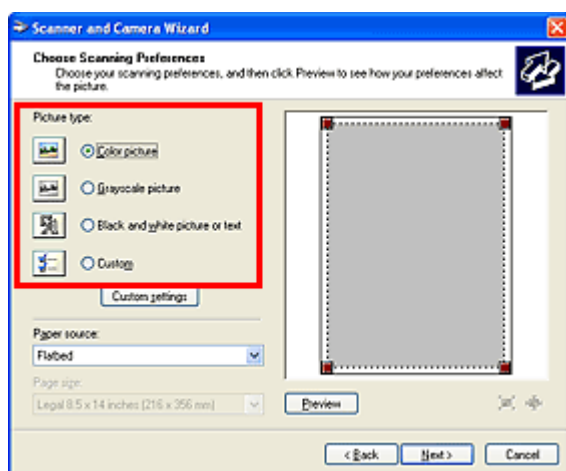 Scanner and Camera Wizard
Choose Scanning Preferences
Choose your scanning preferences, and then click Preview to see how your preferences affect
the picture.
Picture type:
Color picture
Grayscale picture
Black and white picture or text
Custom
Custom settings
Paper source:
Flatbed
Page size:
Legal 8.5 x 14 inches (216 x 356 mm)
Preview
< Back
Next >
Cancel